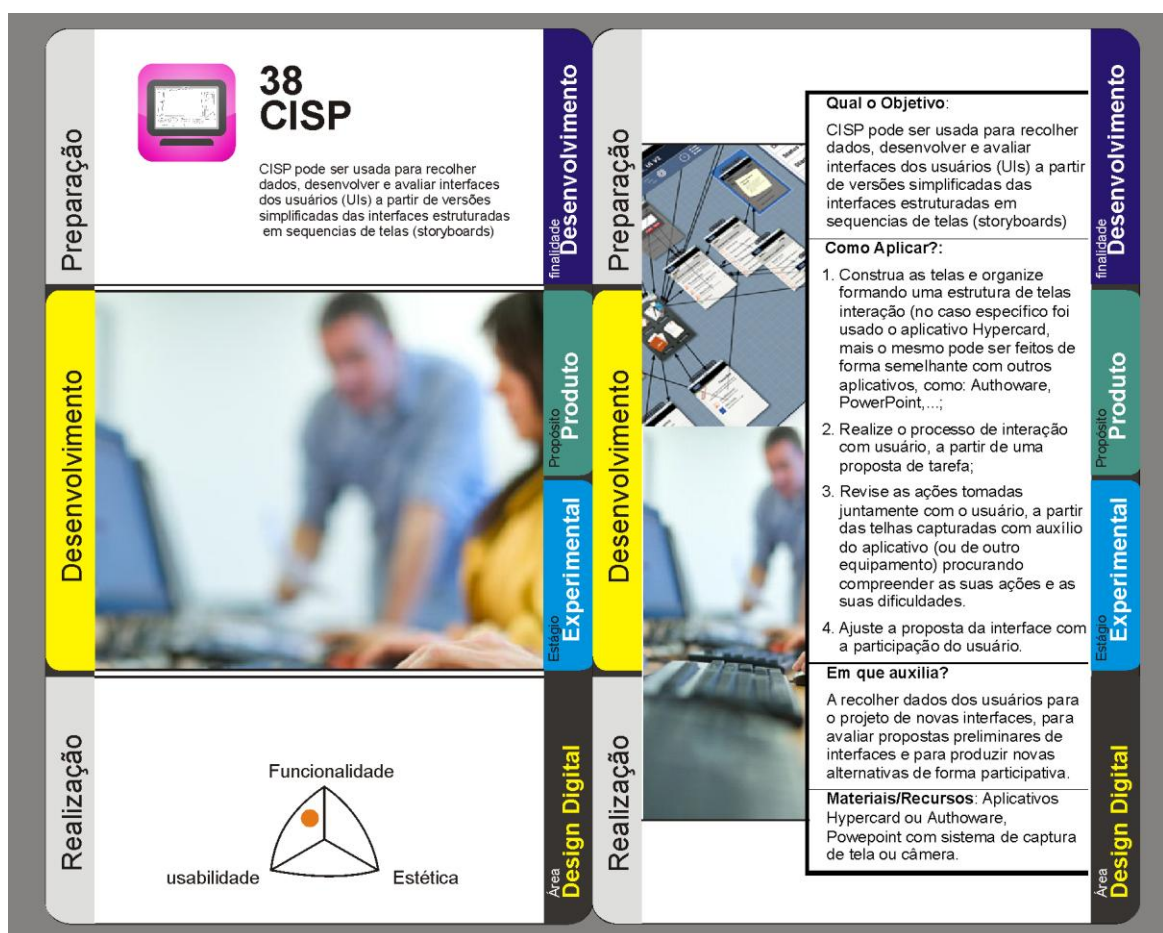 Preparação
Desenvolvimento
Realização
38
CISP
CISP pode ser usada para recolher
dados, desenvolver e avaliar interfaces
dos usuários (UIs) a partir de versões
simplificadas das interfaces estruturadas
em sequencias de telas (storyboards)
Funcionalidade
usabilidade
Estética
finalidade
Desenvolvimento
Propósito
Produto
Estágio
Experimental
Área
Design Digital
Preparação
Desenvolvimento
Realização
Qual o Objetivo:
CISP pode ser usada para recolher
dados, desenvolver e avaliar
interfaces dos usuários (UIs) a partir
de versões simplificadas das
interfaces estruturadas em
sequencias de telas (storyboards)
Como Aplicar?:
1. Construa as telas e organize
formando uma estrutura de telas
interação (no caso específico foi
usado o aplicativo Hypercard,
mais o mesmo pode ser feitos de
forma semelhante com outros
aplicativos, como: Authoware,
PowerPoint,...;
2. Realize o processo de interação
com usuário, a partir de uma
proposta de tarefa;
3. Revise as ações tomadas
juntamente com o usuário, a partir
das telhas capturadas com auxílio
do aplicativo (ou de outro
equipamento) procurando
compreender as suas ações e as
suas dificuldades.
4. Ajuste a proposta da interface com
a participação do usuário.
Em que auxilia?
A recolher dados dos usuários para
o projeto de novas interfaces, para
avaliar propostas preliminares de
interfaces e para produzir novas
alternativas de forma participativa.
Materiais/Recursos: Aplicativos
Hypercard ou Authoware,
Powepoint com sistema de captura
de tela ou câmera.
finalidade
Desenvolvimento
Propósito
Produto
Estágio
Experimental
Área
Design Digital